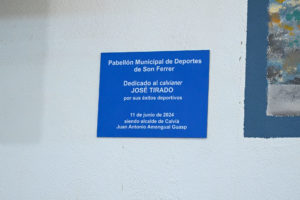 Pabellón Municipal de Deportes
de Son Ferrer
Dedicado al calvianer
JOSÉ TIRADO
por sus éxitos deportivos
11 de junio de 2024
siendo alcalde de Calvià
Juan Antonio Amengual Guasp